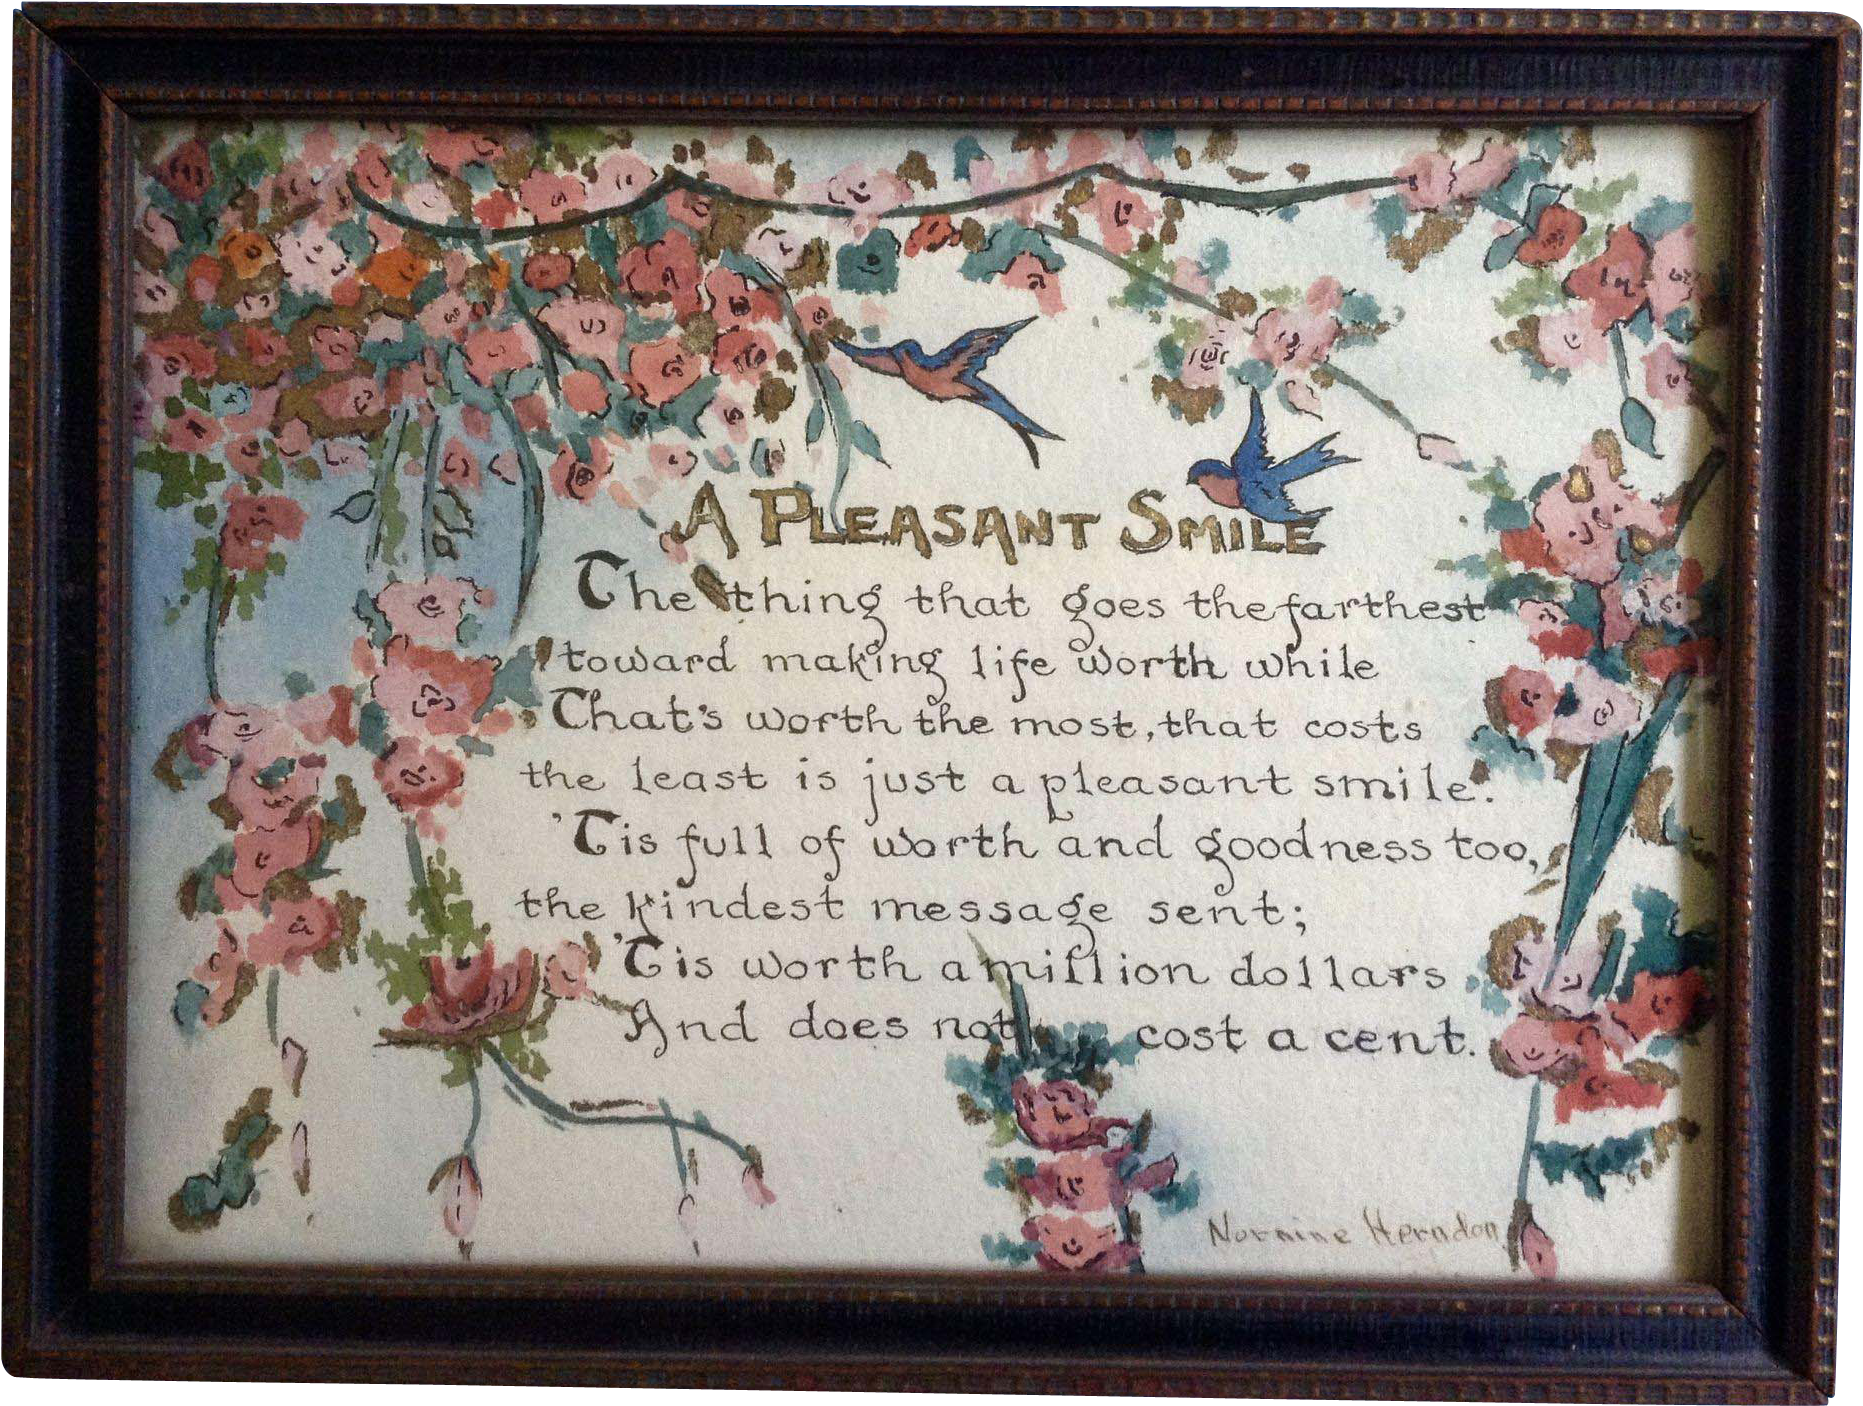 A PLEASANT SMILE
The thing that goes the farthest
toward making life worth while
That's worth the most, that costs
the least is just a pleasant smile.
'Tis full of worth and goodness too,
the kindest message sent;
'Tis worth a million dollars
And does not cost a cent.
Nornine Herndon